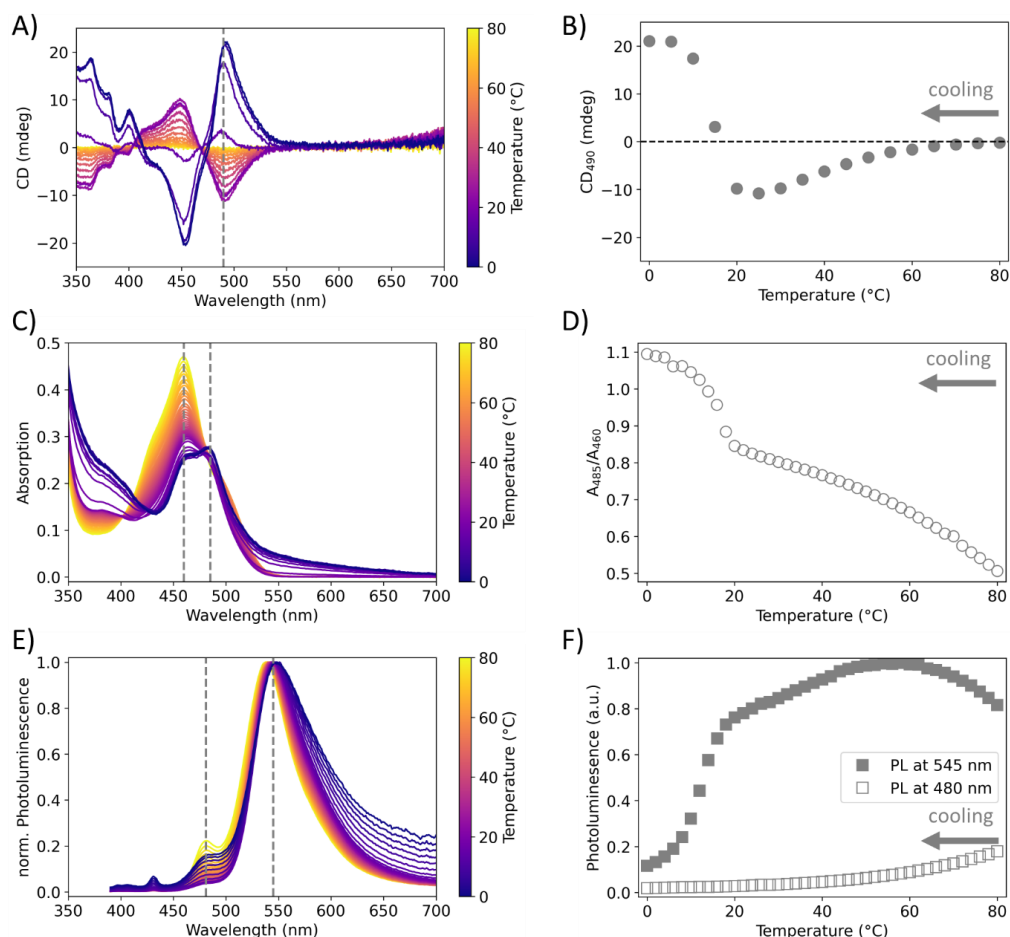 A)
20
10
0
−10
−20
CD (mdeg)
350 400 450 500 550 600 650 700
Wavelength (nm)
80
60
40
20
0
Temperature (°C)
B)
20
10
0
−10
−20
CD490 (mdeg)
cooling
0 20 40 60 80
Temperature (°C)
C)
0.5
0.4
0.3
0.2
0.1
0.0
Absorption
350 400 450 500 550 600 650 700
Wavelength (nm)
80
60
40
20
0
Temperature (°C)
D)
1.1
1.0
0.9
0.8
0.7
0.6
0.5
A485/A460
cooling
0 20 40 60 80
Temperature (°C)
E)
1.0
0.8
0.6
0.4
0.2
0.0
norm. Photoluminescence
350 400 450 500 550 600 650 700
Wavelength (nm)
80
60
40
20
0
Temperature (°C)
F)
1.0
0.8
0.6
0.4
0.2
0.0
Photoluminesence (a.u.)
PL at 545 nm
PL at 480 nm
cooling
0 20 40 60 80
Temperature (°C)